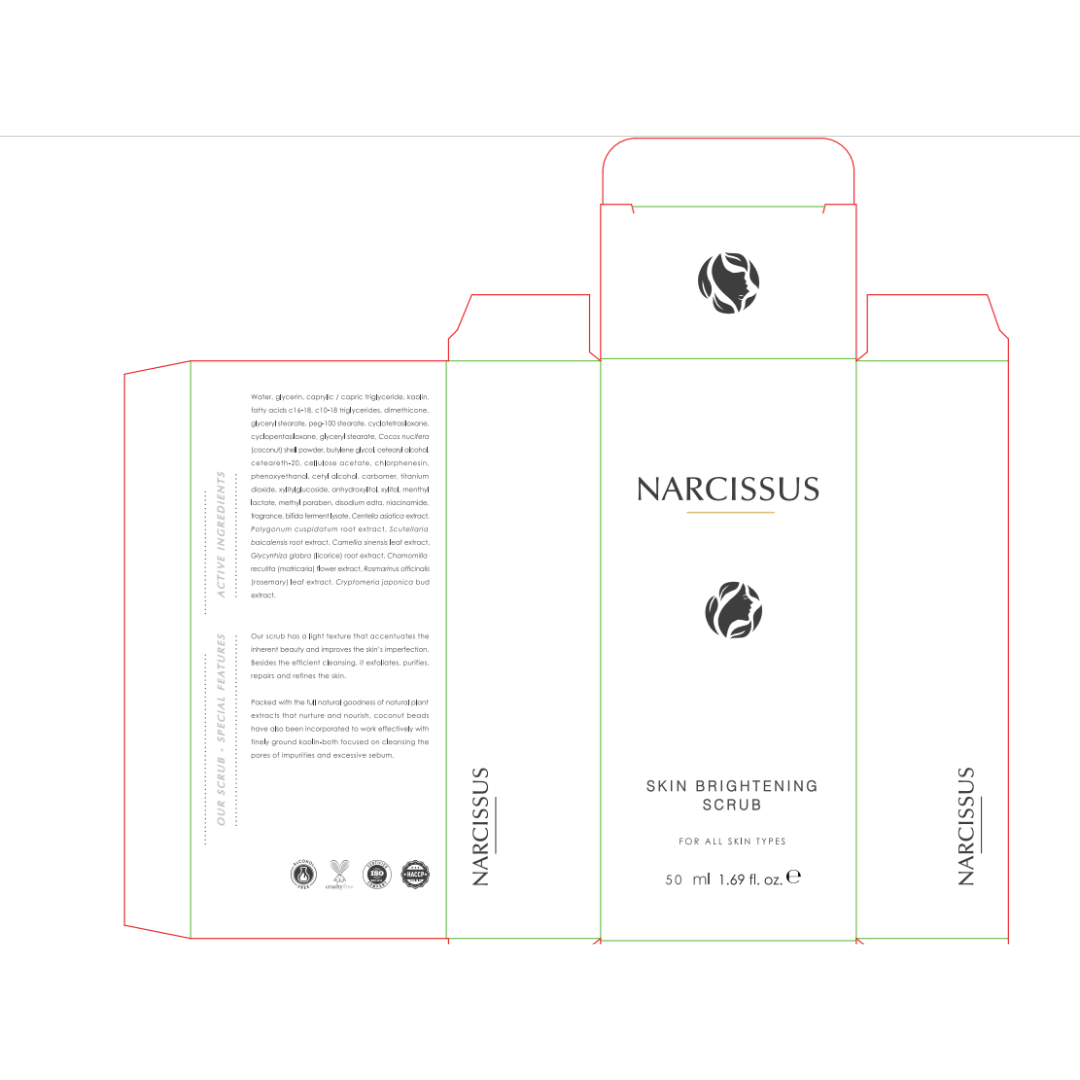 Water, glycerin, caprylic / capric triglyceride, kaolin,
fatty acids c16-18, c10-18 triglycerides, dimethicone,
glyceryl stearate, peg-100 stearate, cyclotetrasiloxane,
cyclopentasiloxane, glyceryl stearate, Cocos nucifera
(coconut) shell powder, butylene glycol, cetearyl alcohol,
ceteareth-20, cellulose acetate, chlorphenesin,
phenoxyethanol, cetyl alcohol, carbomer, titanium
dioxide, xylitylglucoside, anhydroxylitol, xylitol, menthyl
lactate, methyl paraben, disodium edta, niacinamide,
fragrance, bifida ferment lysate, Centella asiatica extract,
Polygonum cuspidatum root extract, Scutellaria
baicalensis root extract, Camellia sinensis leaf extract,
Glycyrrhiza glabra (licorice) root extract, Chamomilla
recutita (matricaria) flower extract, Rosmarinus officinalis
(rosemary) leaf extract, Cryptomeria japonica bud
extract.
ACTIVE INGREDIENTS
Our scrub has a light texture that accentuates the
inherent beauty and improves the skin's imperfection.
Besides the efficient cleansing, it exfoliates, purifies,
repairs and refines the skin.
Packed with the full natural goodness of natural plant
extracts that nurture and nourish, coconut beads
have also been incorporated to work effectively with
finely ground kaolin-both focused on cleansing the
pores of impurities and excessive sebum.
OUR SCRUB - SPECIAL FEATURES
ALCOHOL
FREE
crueltyfree
CERTIFIED
ISO
COMPANY
HACCP
NARCISSUS
NARCISSUS
SKIN BRIGHTENING
SCRUB
FOR ALL SKIN TYPES
50 ml 1.69 fl. oz. ℮
NARCISSUS